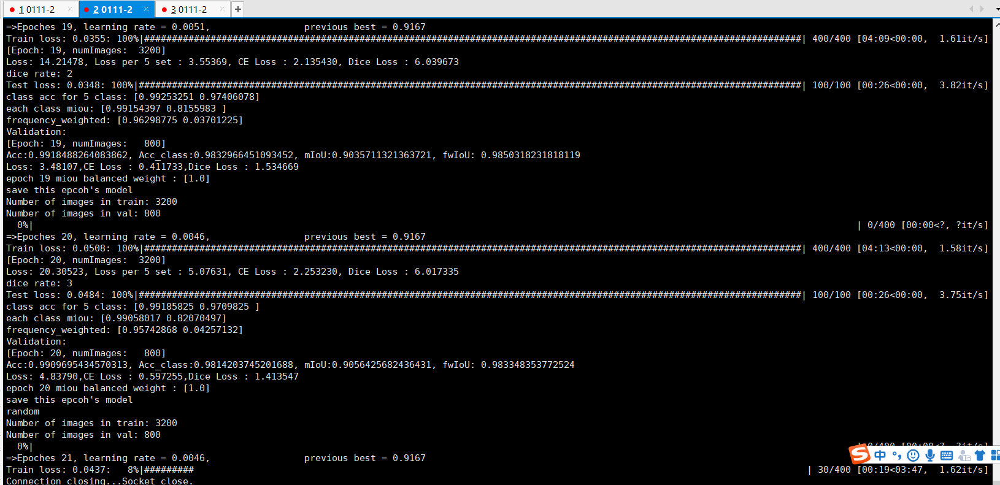 1 0111-2 × 2 0111-2 × 3 0111-2 × +
=>Epoches 19, learning rate = 0.0051, previous best = 0.9167
Train loss: 0.0355: 100%|####################################################################################################################### | 400/400 [04:09<00:00, 1.61it/s]
[Epoch: 19, numImages: 3200]
Loss: 14.21478, Loss per 5 set : 3.55369, CE Loss : 2.135430, Dice Loss : 6.039673
dice rate: 2
Test loss: 0.0348: 100%|########################################################################################################################| 100/100 [00:26<00:00, 3.82it/s]
class acc for 5 class: [0.99253251 0.97406078]
each class miou: [0.99154397 0.8155983 ]
frequency_weighted: [0.96298775 0.03701225]
Validation:
[Epoch: 19, numImages: 800]
Acc:0.9918488264083862, Acc_class:0.9832966451093452, mIoU:0.9035711321363721, fwIoU: 0.9850318231818119
Loss: 3.48107,CE Loss : 0.411733,Dice Loss : 1.534669
epoch 19 miou balanced weight : [1.0]
save this epcoh's model
Number of images in train: 3200
Number of images in val: 800
0%| | 0/400 [00:00<?, ?it/s]
=>Epoches 20, learning rate = 0.0046, previous best = 0.9167
Train loss: 0.0508: 100%|#######################################################################################################################| 400/400 [04:13<00:00, 1.58it/s]
[Epoch: 20, numImages: 3200]
Loss: 20.30523, Loss per 5 set : 5.07631, CE Loss : 2.253230, Dice Loss : 6.017335
dice rate: 3
Test loss: 0.0484: 100%|########################################################################################################################| 100/100 [00:26<00:00, 3.75it/s]
class acc for 5 class: [0.99185825 0.9709825 ]
each class miou: [0.99058017 0.82070497]
frequency_weighted: [0.95742868 0.04257132]
Validation:
[Epoch: 20, numImages: 800]
Acc:0.9909695434570313, Acc_class:0.9814203745201688, mIoU:0.9056425682436431, fwIoU: 0.983348353772524
Loss: 4.83790,CE Loss : 0.597255,Dice Loss : 1.413547
epoch 20 miou balanced weight : [1.0]
save this epcoh's model
random
Number of images in train: 3200
Number of images in val: 800
0%| | 0/400 [00:00<?, ?it/s]
S 中
=>Epoches 21, learning rate = 0.0046, previous best = 0.9167
Train loss: 0.0437: 8%|######### | 30/400 [00:19<03:47, 1.62it/s]
Connection closing...Socket close.